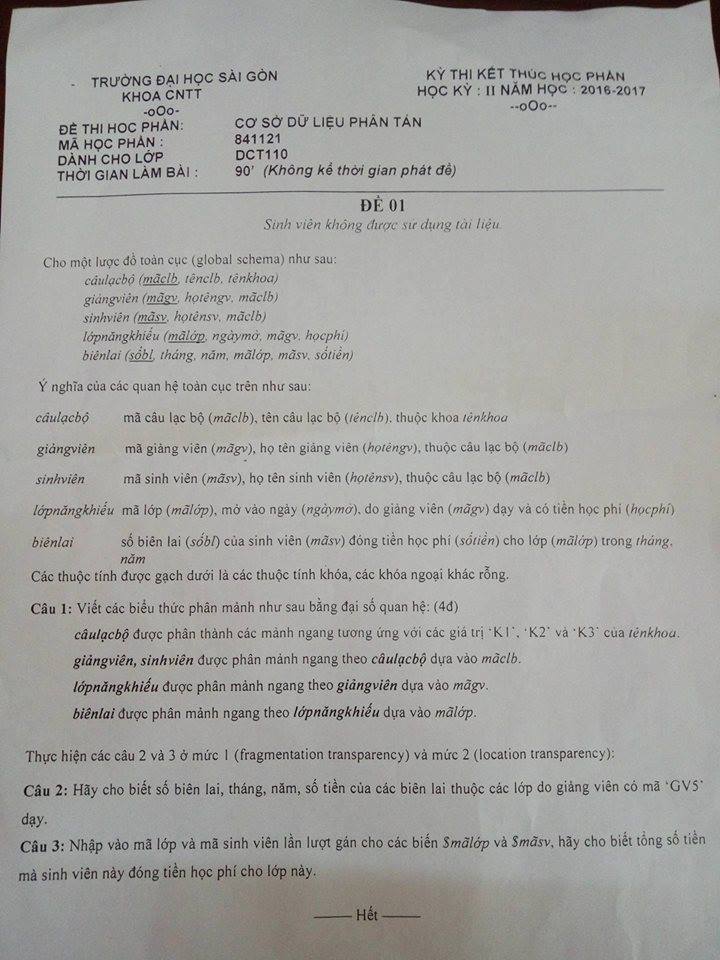 TRƯỜNG ĐẠI HỌC SÀI GÒN
KHOA CNTT
-oOo-
KỲ THI KẾT THÚC HỌC PHẦN
HỌC KỲ : II NĂM HỌC : 2016-2017
--oOo--
ĐỀ THI HOC PHẦN: CƠ SỞ DỮ LIỆU PHÂN TÁN
MÃ HỌC PHẦN : 841121
DÀNH CHO LỚP DCT110
THỜI GIAN LÀM BÀI : 90' (Không kể thời gian phát đề)
ĐỀ 01
Sinh viên không được sử dụng tài liệu.
Cho một lược đồ toàn cục (global schema) như sau:
câulạcbộ (mãclb, tênclb, tênkhoa)
giảngviên (mãgv, họtêngv, mãclb)
sinhviên (mãsv, họtênsv, mãclb)
lớpnăngkhiếu (mãlớp, ngàymở, mãgv, họcphí)
biênlai (sốbl, tháng, năm, mãlớp, mãsv, sốtiền)
Ý nghĩa của các quan hệ toàn cục trên như sau:
câulạcbộ mã câu lạc bộ (mãclb), tên câu lạc bộ (tênclb), thuộc khoa tênkhoa
giảngviên mã giảng viên (mãgv), họ tên giảng viên (họtêngv), thuộc câu lạc bộ (mãclb)
sinhviên mã sinh viên (mãsv), họ tên sinh viên (họtênsv), thuộc câu lạc bộ (mãclb)
lớpnăngkhiếu mã lớp (mãlớp), mở vào ngày (ngàymở), do giảng viên (mãgv) dạy và có tiền học phí (họcphí)
biênlai số biên lai (sốbl) của sinh viên (mãsv) đóng tiền học phí (sốtiền) cho lớp (mãlớp) trong tháng,
năm
Các thuộc tính được gạch dưới là các thuộc tính khóa, các khóa ngoại khác rỗng.
Câu 1: Viết các biểu thức phân mảnh như sau bằng đại số quan hệ: (4đ)
câulạcbộ được phân thành các mảnh ngang tương ứng với các giá trị 'K1', 'K2' và 'K3' của tênkhoa.
giảngviên, sinhviên được phân mảnh ngang theo câulạcbộ dựa vào mãclb.
lớpnăngkhiếu được phân mảnh ngang theo giảngviên dựa vào mãgv.
biênlai được phân mảnh ngang theo lớpnăngkhiếu dựa vào mãlớp.
Thực hiện các câu 2 và 3 ở mức 1 (fragmentation transparency) và mức 2 (location transparency):
Câu 2: Hãy cho biết số biên lai, tháng, năm, số tiền của các biên lai thuộc các lớp do giảng viên có mã 'GV5'
dạy.
Câu 3: Nhập vào mã lớp và mã sinh viên lần lượt gán cho các biến $mãlớp và $mãsv, hãy cho biết tổng số tiền
mà sinh viên này đóng tiền học phí cho lớp này.
—— Hết ——